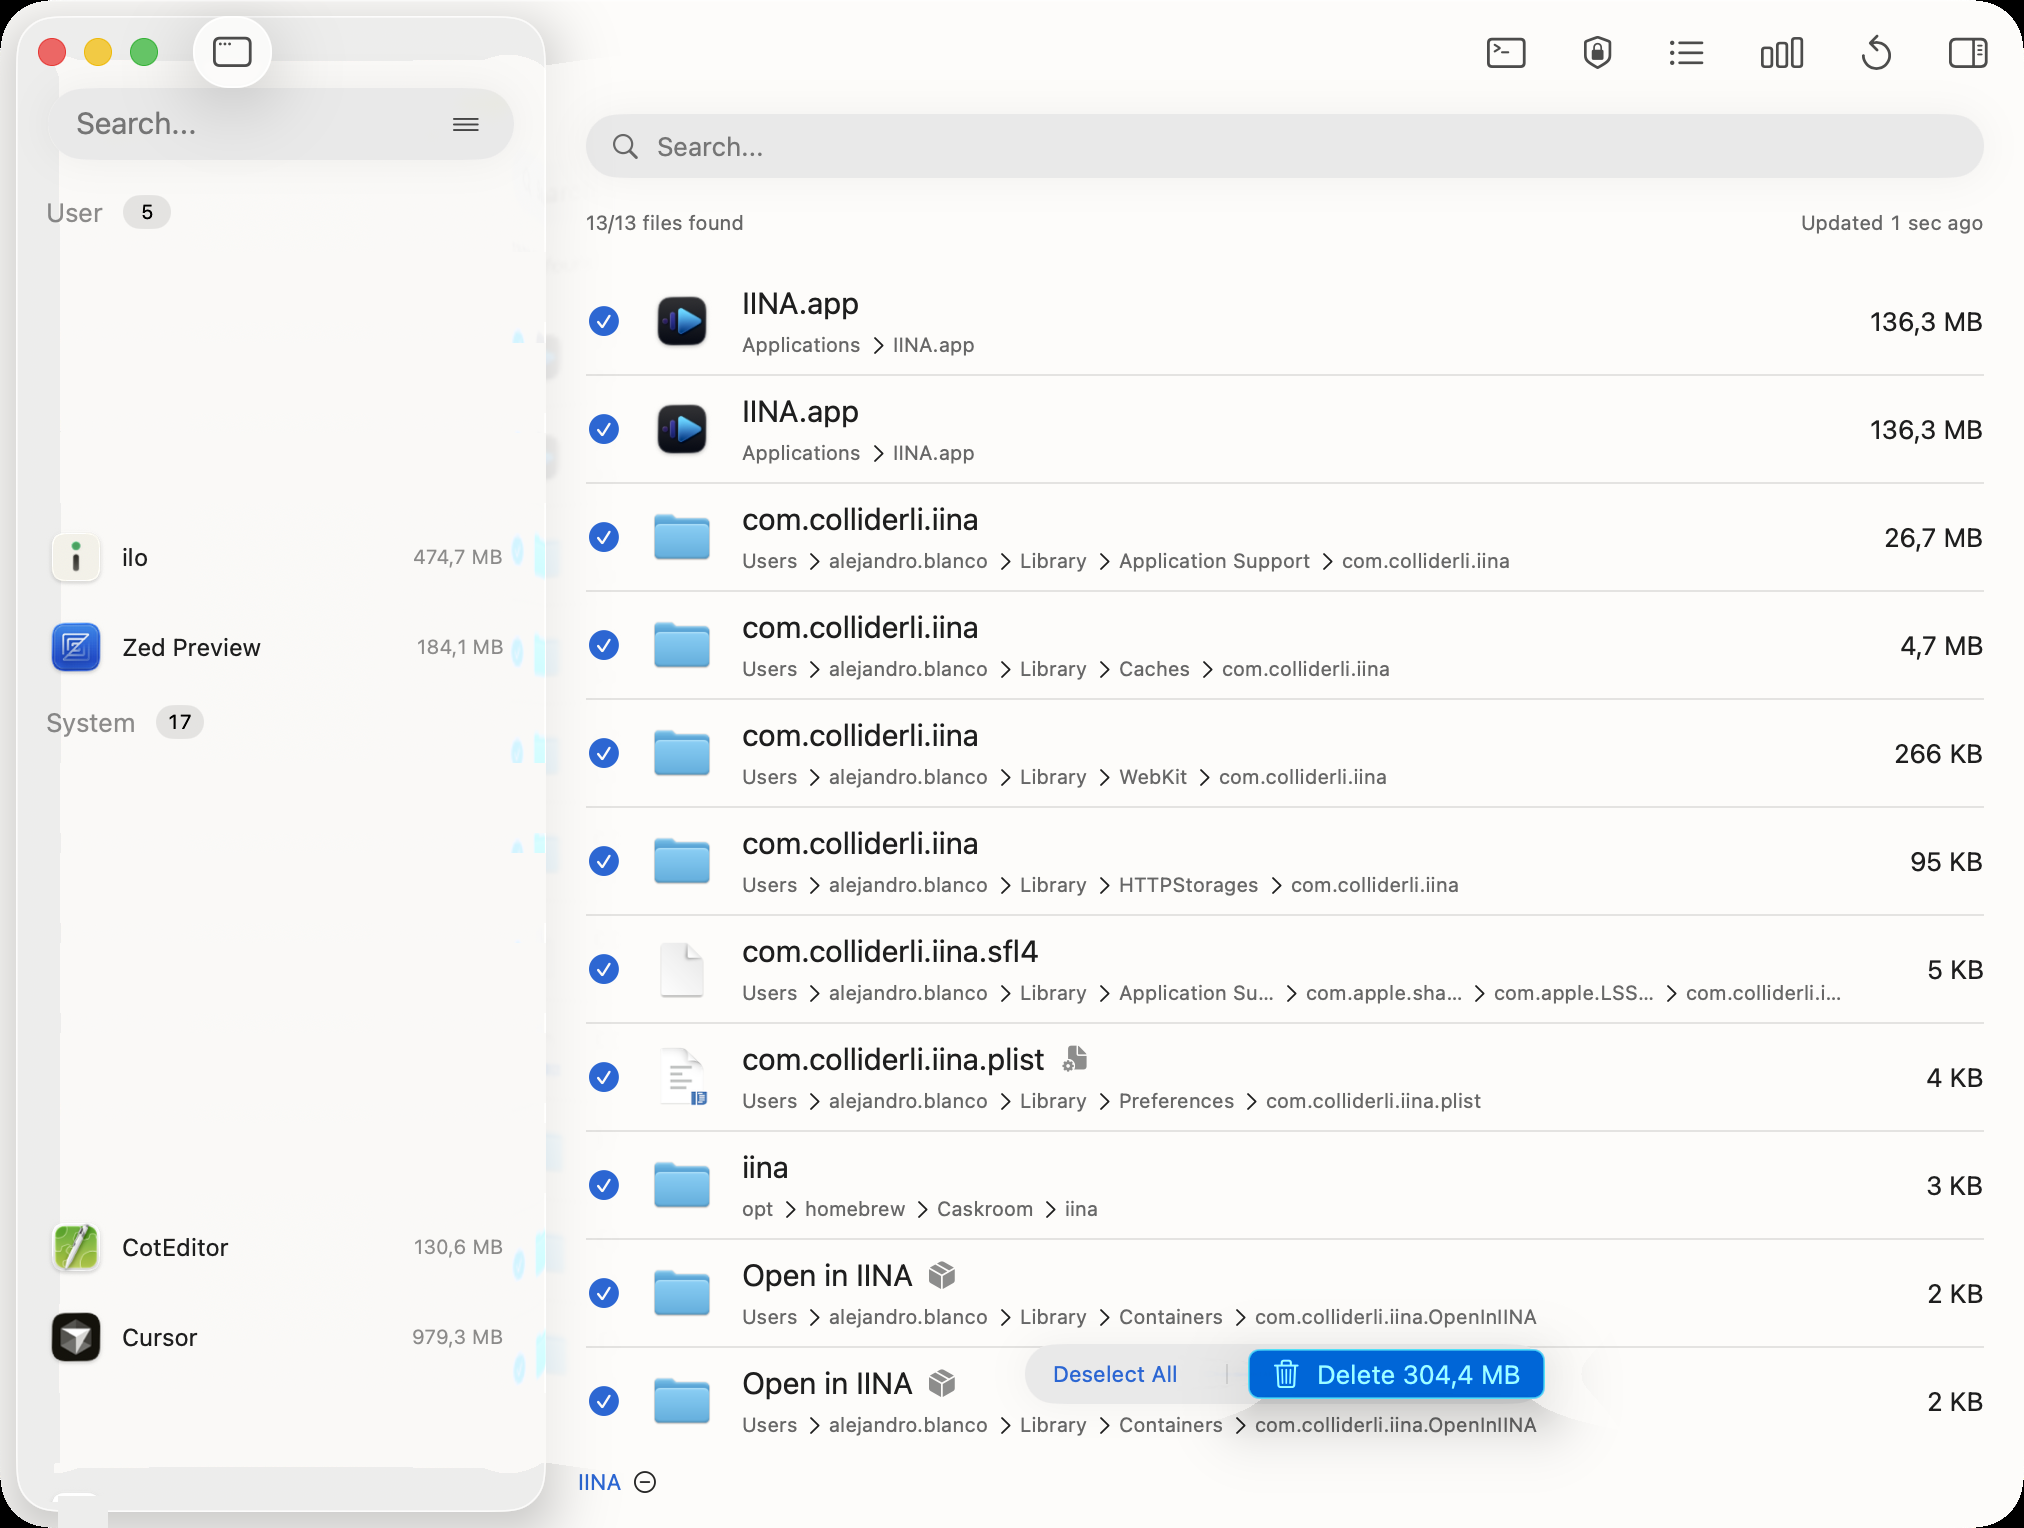 Search...
User 5
ilo 474,7 MB
Zed Preview 184,1 MB
System 17
CotEditor 130,6 MB
Cursor 979,3 MB
Search...
13/13 files found Updated 1 sec ago
IINA.app 136,3 MB
Applications > IINA.app
IINA.app 136,3 MB
Applications > IINA.app
com.colliderli.iina 26,7 MB
Users > alejandro.blanco > Library > Application Support > com.colliderli.iina
com.colliderli.iina 4,7 MB
Users > alejandro.blanco > Library > Caches > com.colliderli.iina
com.colliderli.iina 266 KB
Users > alejandro.blanco > Library > WebKit > com.colliderli.iina
com.colliderli.iina 95 KB
Users > alejandro.blanco > Library > HTTPStorages > com.colliderli.iina
com.colliderli.iina.sfl4 5 KB
Users > alejandro.blanco > Library > Application Su... > com.apple.sha... > com.apple.LSS... > com.colliderli.i...
com.colliderli.iina.plist 4 KB
Users > alejandro.blanco > Library > Preferences > com.colliderli.iina.plist
iina 3 KB
opt > homebrew > Caskroom > iina
Open in IINA 2 KB
Users > alejandro.blanco > Library > Containers > com.colliderli.iina.OpenInIINA
Open in IINA 2 KB
Users > alejandro.blanco > Library > Containers > com.colliderli.iina.OpenInIINA
Deselect All Delete 304,4 MB
IINA